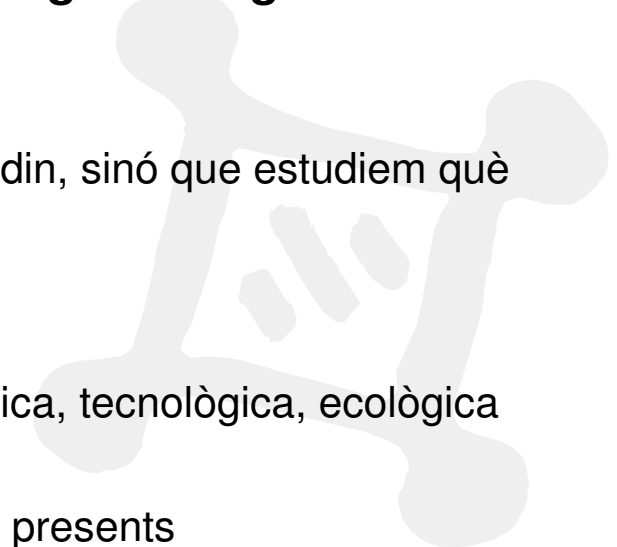 din, sinó que estudiem què
ica, tecnològica, ecològica
presents